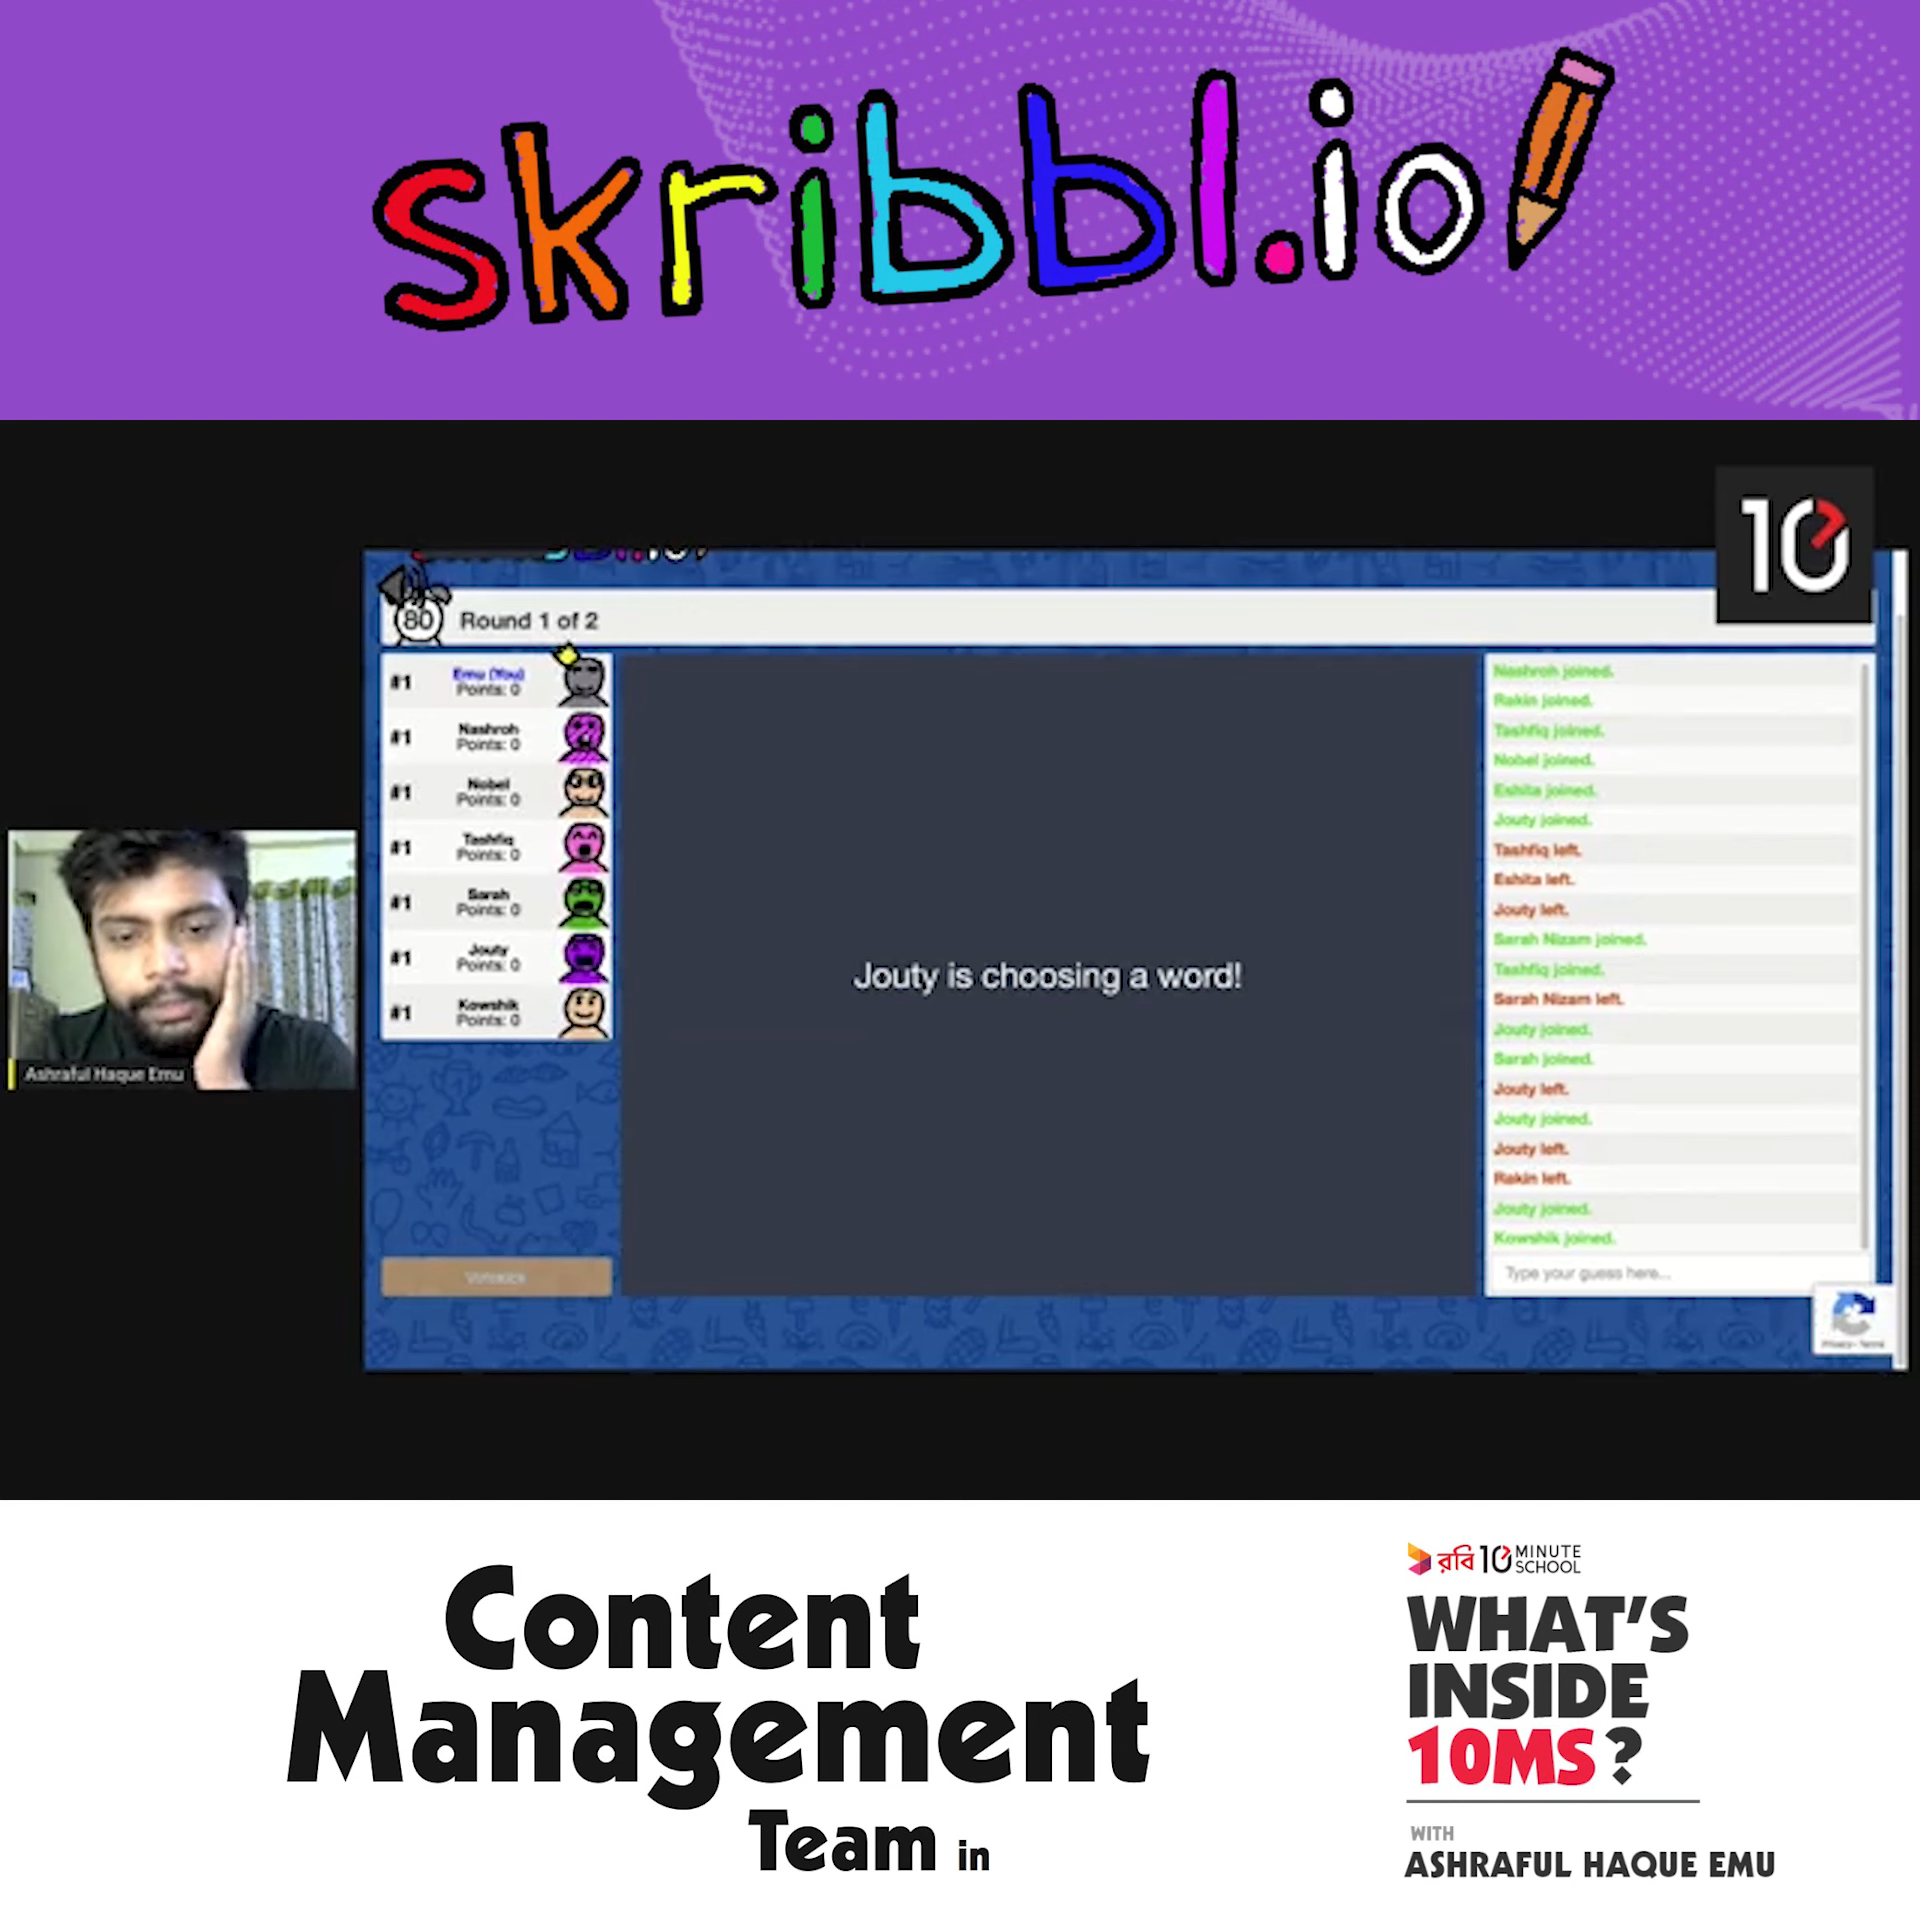 skribbl.io
10
80
Round 1 of 2
#1 Emu (You)
Points: 0
#1 Nashroh
Points: 0
#1 Nobel
Points: 0
#1 Tashfiq
Points: 0
#1 Sarah
Points: 0
#1 Jouty
Points: 0
#1 Kowshik
Points: 0
Votekick
Jouty is choosing a word!
Nashroh joined.
Rakin joined.
Tashfiq joined.
Nobel joined.
Eshita joined.
Jouty joined.
Tashfiq left.
Eshita left.
Jouty left.
Sarah Nizam joined.
Tashfiq joined.
Sarah Nizam left.
Jouty joined.
Sarah joined.
Jouty left.
Jouty joined.
Jouty left.
Rakin left.
Jouty joined.
Kowshik joined.
Type your guess here...
Privacy - Terms
Ashraful Haque Emu
Content
Management
Team in
রবি 10 MINUTE
SCHOOL
WHAT'S
INSIDE
10MS?
WITH
ASHRAFUL HAQUE EMU